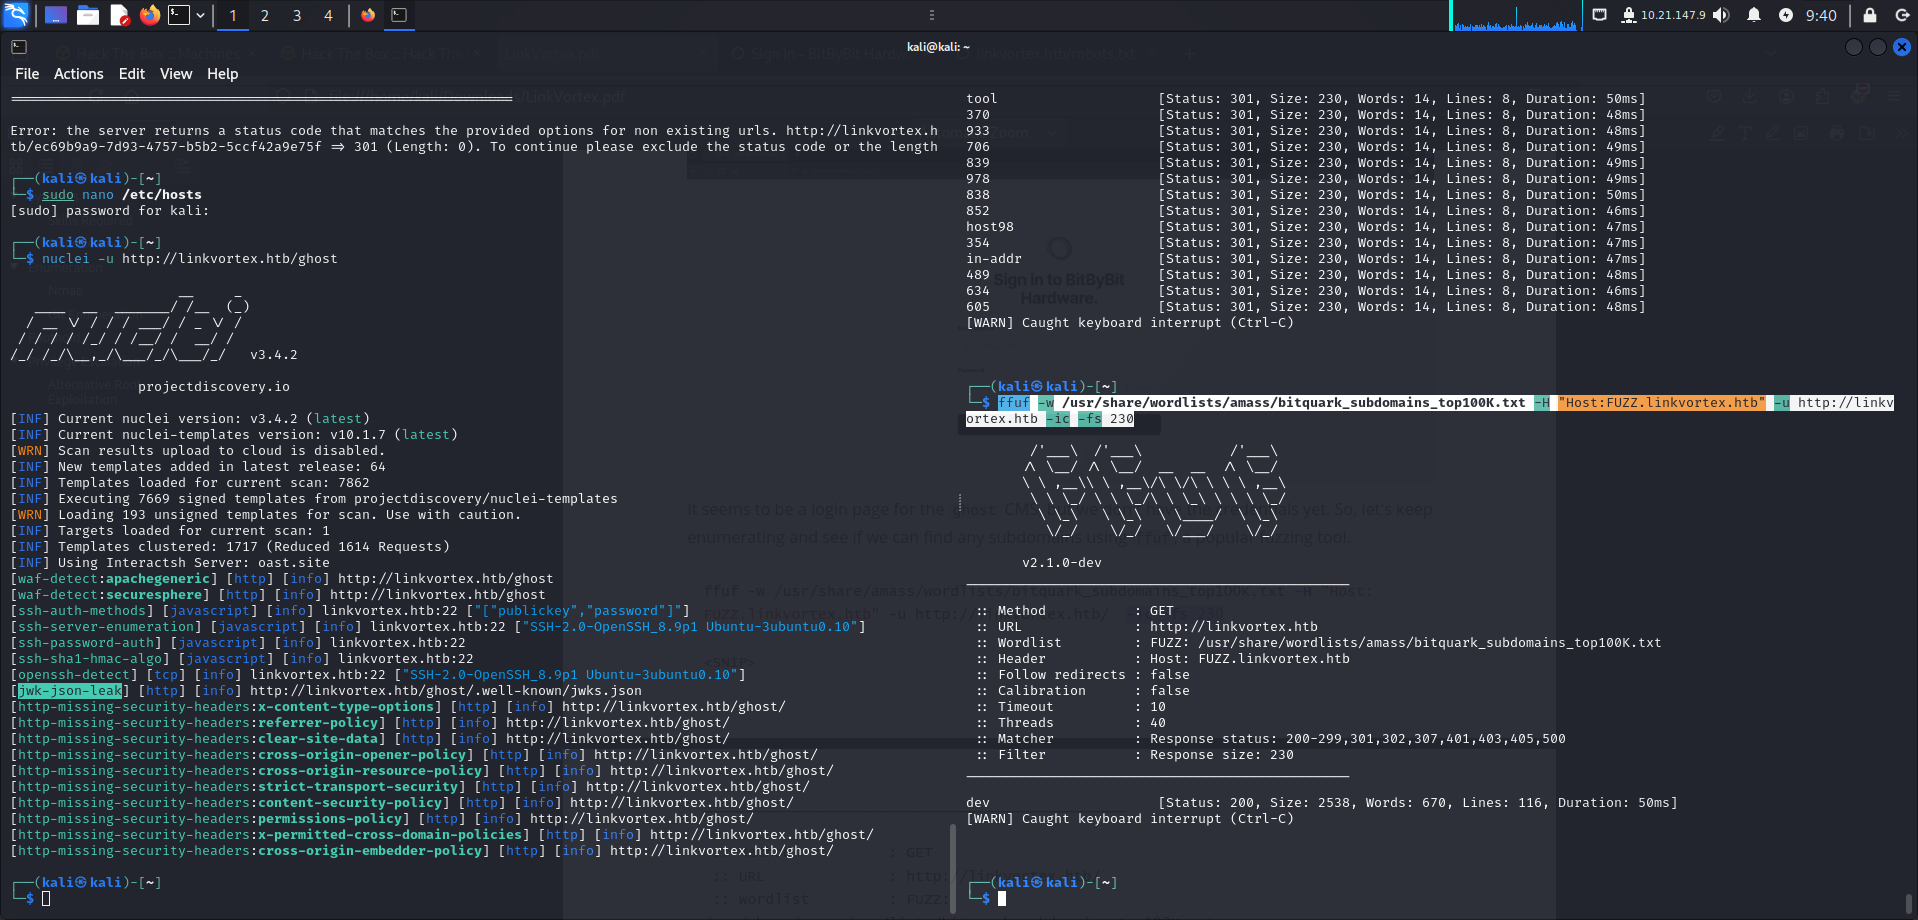 1 2 3 4
10.21.147.9
9:40
kali@kali: ~
File Actions Edit View Help
Error: the server returns a status code that matches the provided options for non existing urls. http://linkvortex.h
tb/ec69b9a9-7d93-4757-b5b2-5ccf42a9e75f => 301 (Length: 0). To continue please exclude the status code or the length
┌──(kali㉿kali)-[~]
└─$ sudo nano /etc/hosts
[sudo] password for kali:
┌──(kali㉿kali)-[~]
└─$ nuclei -u http://linkvortex.htb/ghost
v3.4.2
projectdiscovery.io
[INF] Current nuclei version: v3.4.2 (latest)
[INF] Current nuclei-templates version: v10.1.7 (latest)
[WRN] Scan results upload to cloud is disabled.
[INF] New templates added in latest release: 64
[INF] Templates loaded for current scan: 7862
[INF] Executing 7669 signed templates from projectdiscovery/nuclei-templates
[WRN] Loading 193 unsigned templates for scan. Use with caution.
[INF] Targets loaded for current scan: 1
[INF] Templates clustered: 1717 (Reduced 1614 Requests)
[INF] Using Interactsh Server: oast.site
[waf-detect:apachegeneric] [http] [info] http://linkvortex.htb/ghost
[waf-detect:securesphere] [http] [info] http://linkvortex.htb/ghost
[ssh-auth-methods] [javascript] [info] linkvortex.htb:22 ["["publickey","password"]"]
[ssh-server-enumeration] [javascript] [info] linkvortex.htb:22 ["SSH-2.0-OpenSSH_8.9p1 Ubuntu-3ubuntu0.10"]
[ssh-password-auth] [javascript] [info] linkvortex.htb:22
[ssh-sha1-hmac-algo] [javascript] [info] linkvortex.htb:22
[openssh-detect] [tcp] [info] linkvortex.htb:22 ["SSH-2.0-OpenSSH_8.9p1 Ubuntu-3ubuntu0.10"]
[jwk-json-leak] [http] [info] http://linkvortex.htb/ghost/.well-known/jwks.json
[http-missing-security-headers:x-content-type-options] [http] [info] http://linkvortex.htb/ghost/
[http-missing-security-headers:referrer-policy] [http] [info] http://linkvortex.htb/ghost/
[http-missing-security-headers:clear-site-data] [http] [info] http://linkvortex.htb/ghost/
[http-missing-security-headers:cross-origin-opener-policy] [http] [info] http://linkvortex.htb/ghost/
[http-missing-security-headers:cross-origin-resource-policy] [http] [info] http://linkvortex.htb/ghost/
[http-missing-security-headers:strict-transport-security] [http] [info] http://linkvortex.htb/ghost/
[http-missing-security-headers:content-security-policy] [http] [info] http://linkvortex.htb/ghost/
[http-missing-security-headers:permissions-policy] [http] [info] http://linkvortex.htb/ghost/
[http-missing-security-headers:x-permitted-cross-domain-policies] [http] [info] http://linkvortex.htb/ghost/
[http-missing-security-headers:cross-origin-embedder-policy] [http] [info] http://linkvortex.htb/ghost/
┌──(kali㉿kali)-[~]
└─$
tool [Status: 301, Size: 230, Words: 14, Lines: 8, Duration: 50ms]
370 [Status: 301, Size: 230, Words: 14, Lines: 8, Duration: 48ms]
933 [Status: 301, Size: 230, Words: 14, Lines: 8, Duration: 48ms]
706 [Status: 301, Size: 230, Words: 14, Lines: 8, Duration: 49ms]
839 [Status: 301, Size: 230, Words: 14, Lines: 8, Duration: 49ms]
978 [Status: 301, Size: 230, Words: 14, Lines: 8, Duration: 49ms]
838 [Status: 301, Size: 230, Words: 14, Lines: 8, Duration: 50ms]
852 [Status: 301, Size: 230, Words: 14, Lines: 8, Duration: 46ms]
host98 [Status: 301, Size: 230, Words: 14, Lines: 8, Duration: 47ms]
354 [Status: 301, Size: 230, Words: 14, Lines: 8, Duration: 47ms]
in-addr [Status: 301, Size: 230, Words: 14, Lines: 8, Duration: 47ms]
489 [Status: 301, Size: 230, Words: 14, Lines: 8, Duration: 48ms]
634 [Status: 301, Size: 230, Words: 14, Lines: 8, Duration: 46ms]
605 [Status: 301, Size: 230, Words: 14, Lines: 8, Duration: 48ms]
[WARN] Caught keyboard interrupt (Ctrl-C)
┌──(kali㉿kali)-[~]
└─$ ffuf -w /usr/share/wordlists/amass/bitquark_subdomains_top100K.txt -H "Host:FUZZ.linkvortex.htb" -u http://linkv
ortex.htb -ic -fs 230
v2.1.0-dev
:: Method : GET
:: URL : http://linkvortex.htb
:: Wordlist : FUZZ: /usr/share/wordlists/amass/bitquark_subdomains_top100K.txt
:: Header : Host: FUZZ.linkvortex.htb
:: Follow redirects : false
:: Calibration : false
:: Timeout : 10
:: Threads : 40
:: Matcher : Response status: 200-299,301,302,307,401,403,405,500
:: Filter : Response size: 230
dev [Status: 200, Size: 2538, Words: 670, Lines: 116, Duration: 50ms]
[WARN] Caught keyboard interrupt (Ctrl-C)
┌──(kali㉿kali)-[~]
└─$
Sign in to BitByBit
Hardware.